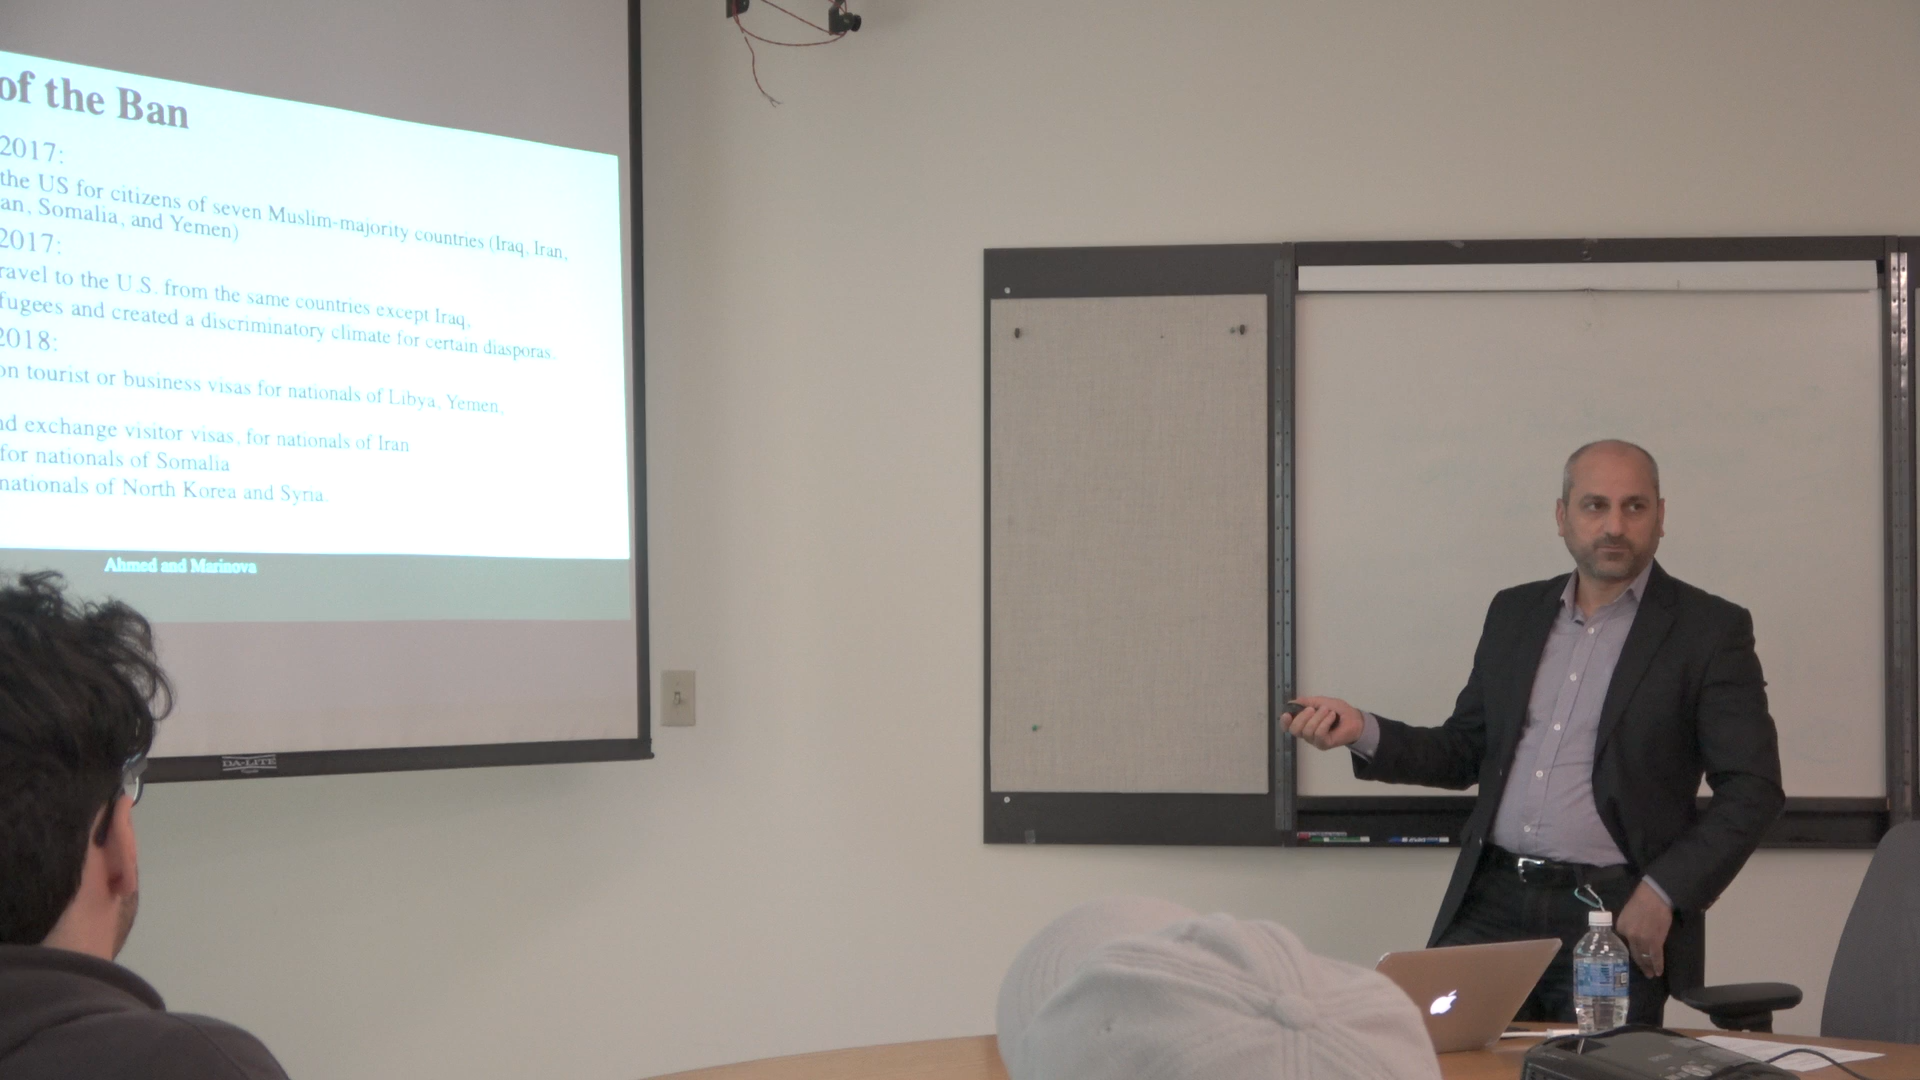 of the Ban
2017:
the US for citizens of seven Muslim-majority countries (Iraq, Iran,
an, Somalia, and Yemen)
2017:
ravel to the U.S. from the same countries except Iraq,
fugees and created a discriminatory climate for certain diasporas.
2018:
on tourist or business visas for nationals of Libya, Yemen,
nd exchange visitor visas, for nationals of Iran
for nationals of Somalia
nationals of North Korea and Syria.
Ahmed and Marinova
DA-LITE